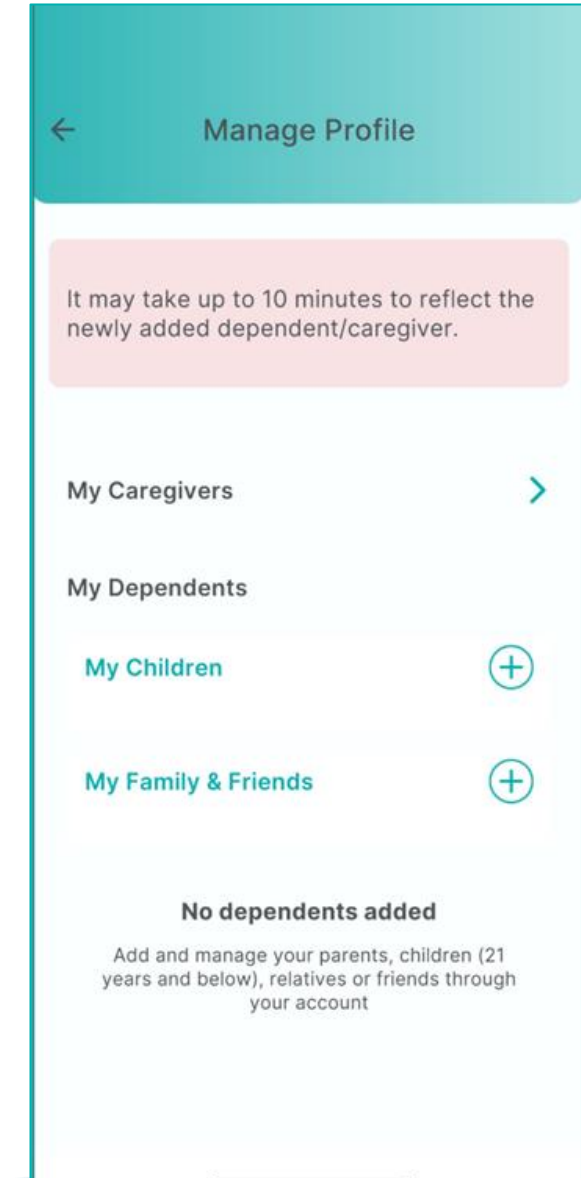 Manage Profile
It may take up to 10 minutes to reflect the
newly added dependent/caregiver.
My Caregivers
My Dependents
My Children
My Family & Friends
No dependents added
Add and manage your parents, children (21
years and below), relatives or friends through
your account